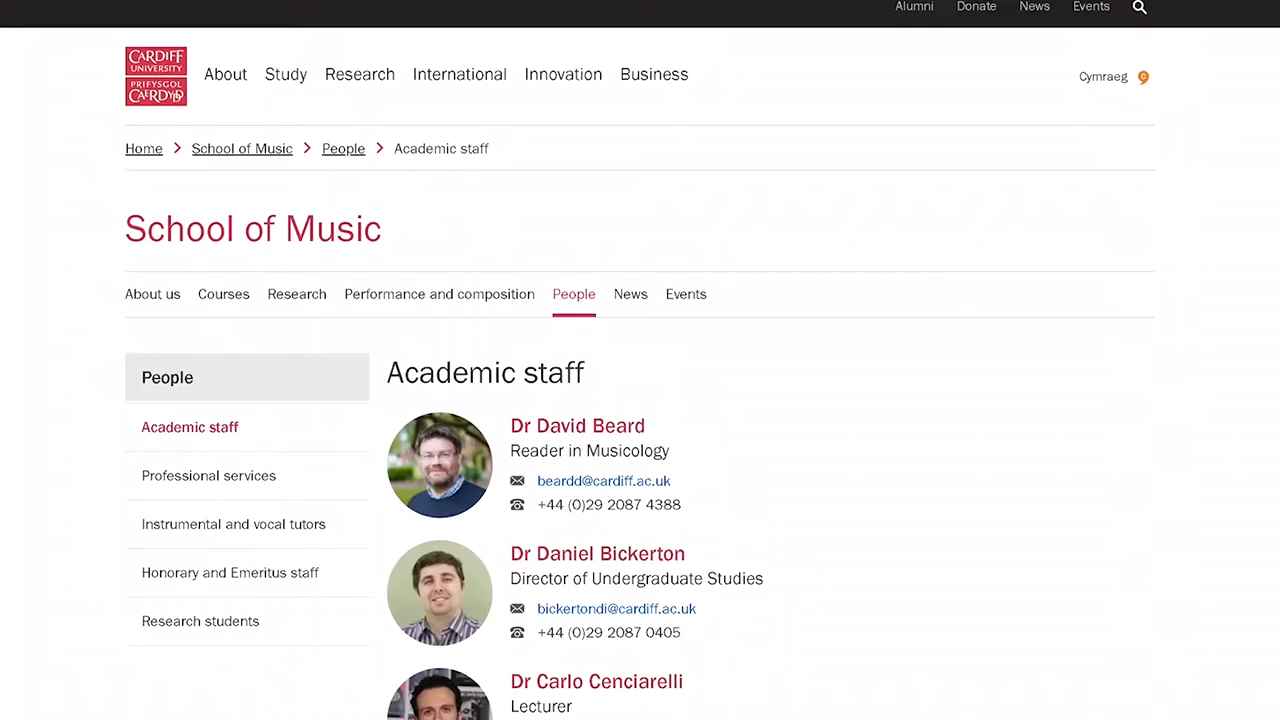 Alumni Donate News Events
CARDIFF
UNIVERSITY
PRIFYSGOL
CAERDYDD
About Study Research International Innovation Business
Cymraeg
Home School of Music People Academic staff
School of Music
About us Courses Research Performance and composition People News Events
People
Academic staff
Professional services
Instrumental and vocal tutors
Honorary and Emeritus staff
Research students
Academic staff
Dr David Beard
Reader in Musicology
beardd@cardiff.ac.uk
+44 (0)29 2087 4388
Dr Daniel Bickerton
Director of Undergraduate Studies
bickertondi@cardiff.ac.uk
+44 (0)29 2087 0405
Dr Carlo Cenciarelli
Lecturer